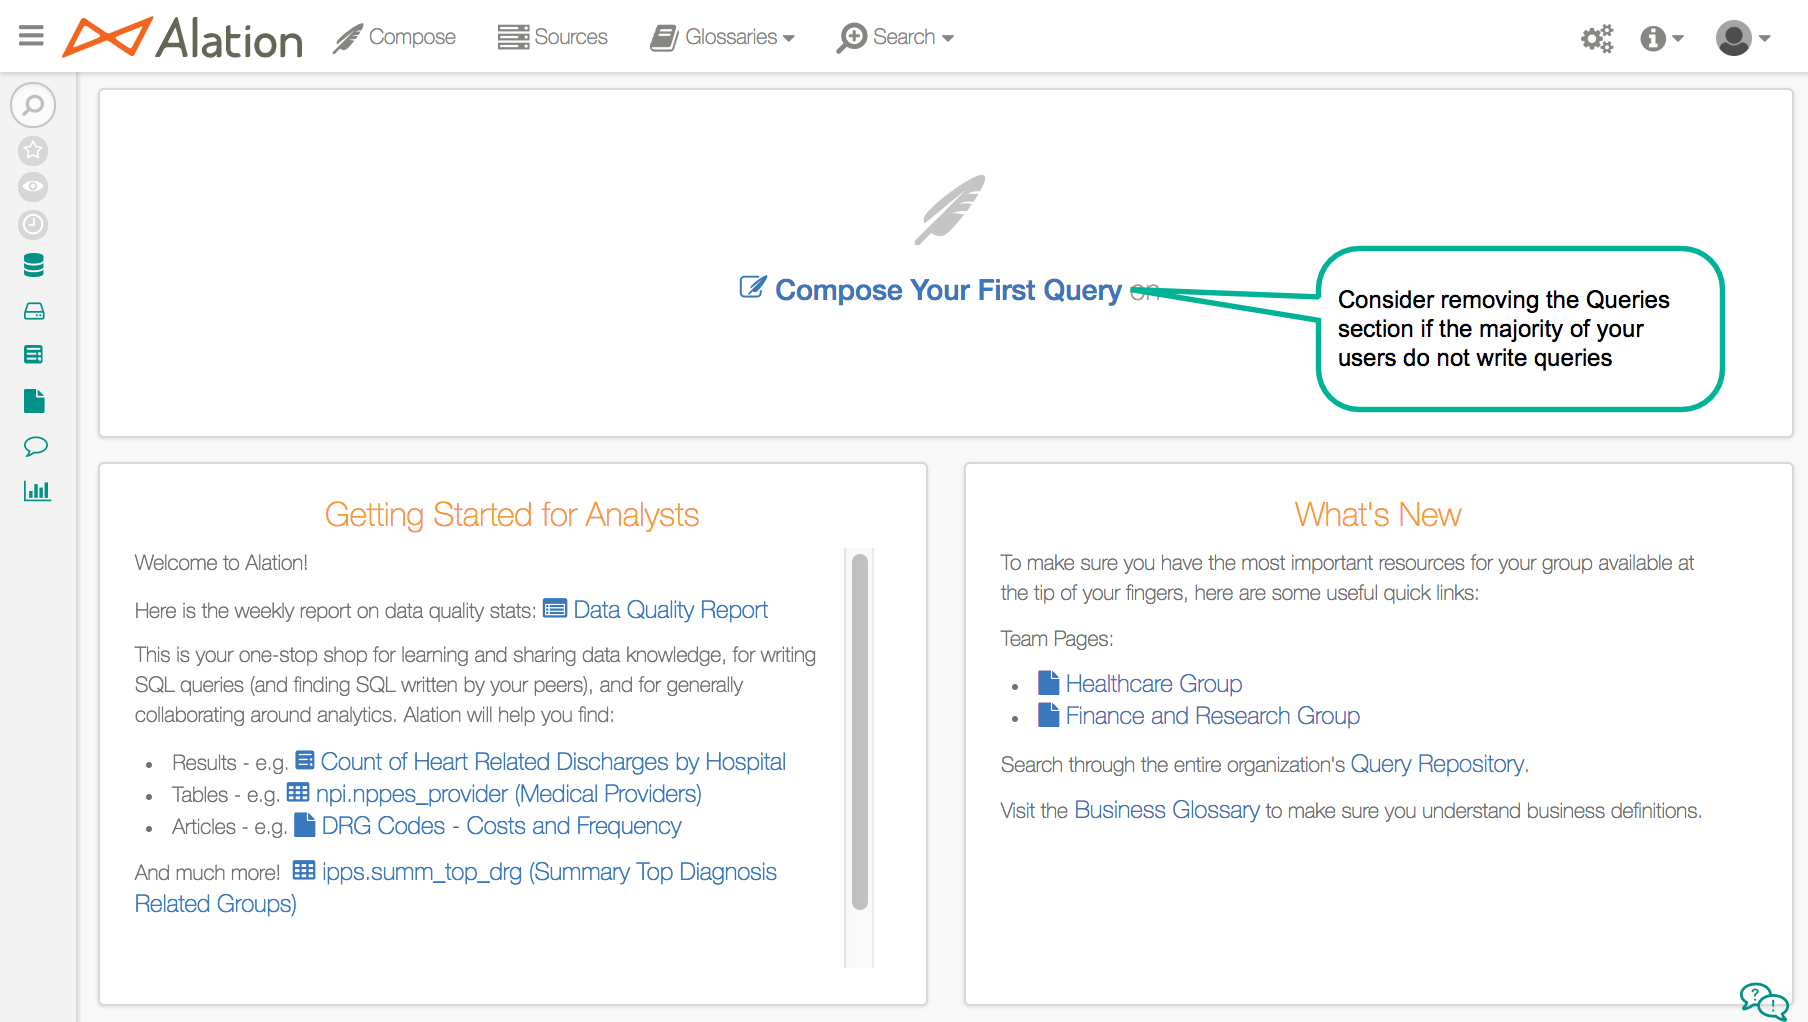 Alation Compose Sources Glossaries Search
Compose Your First Query on
Consider removing the Queries
section if the majority of your
users do not write queries
Getting Started for Analysts
Welcome to Alation!
Here is the weekly report on data quality stats: Data Quality Report
This is your one-stop shop for learning and sharing data knowledge, for writing
SQL queries (and finding SQL written by your peers), and for generally
collaborating around analytics. Alation will help you find:
• Results - e.g. Count of Heart Related Discharges by Hospital
• Tables - e.g. npi.nppes_provider (Medical Providers)
• Articles - e.g. DRG Codes - Costs and Frequency
And much more! ipps.summ_top_drg (Summary Top Diagnosis
Related Groups)
What's New
To make sure you have the most important resources for your group available at
the tip of your fingers, here are some useful quick links:
Team Pages:
• Healthcare Group
• Finance and Research Group
Search through the entire organization's Query Repository.
Visit the Business Glossary to make sure you understand business definitions.